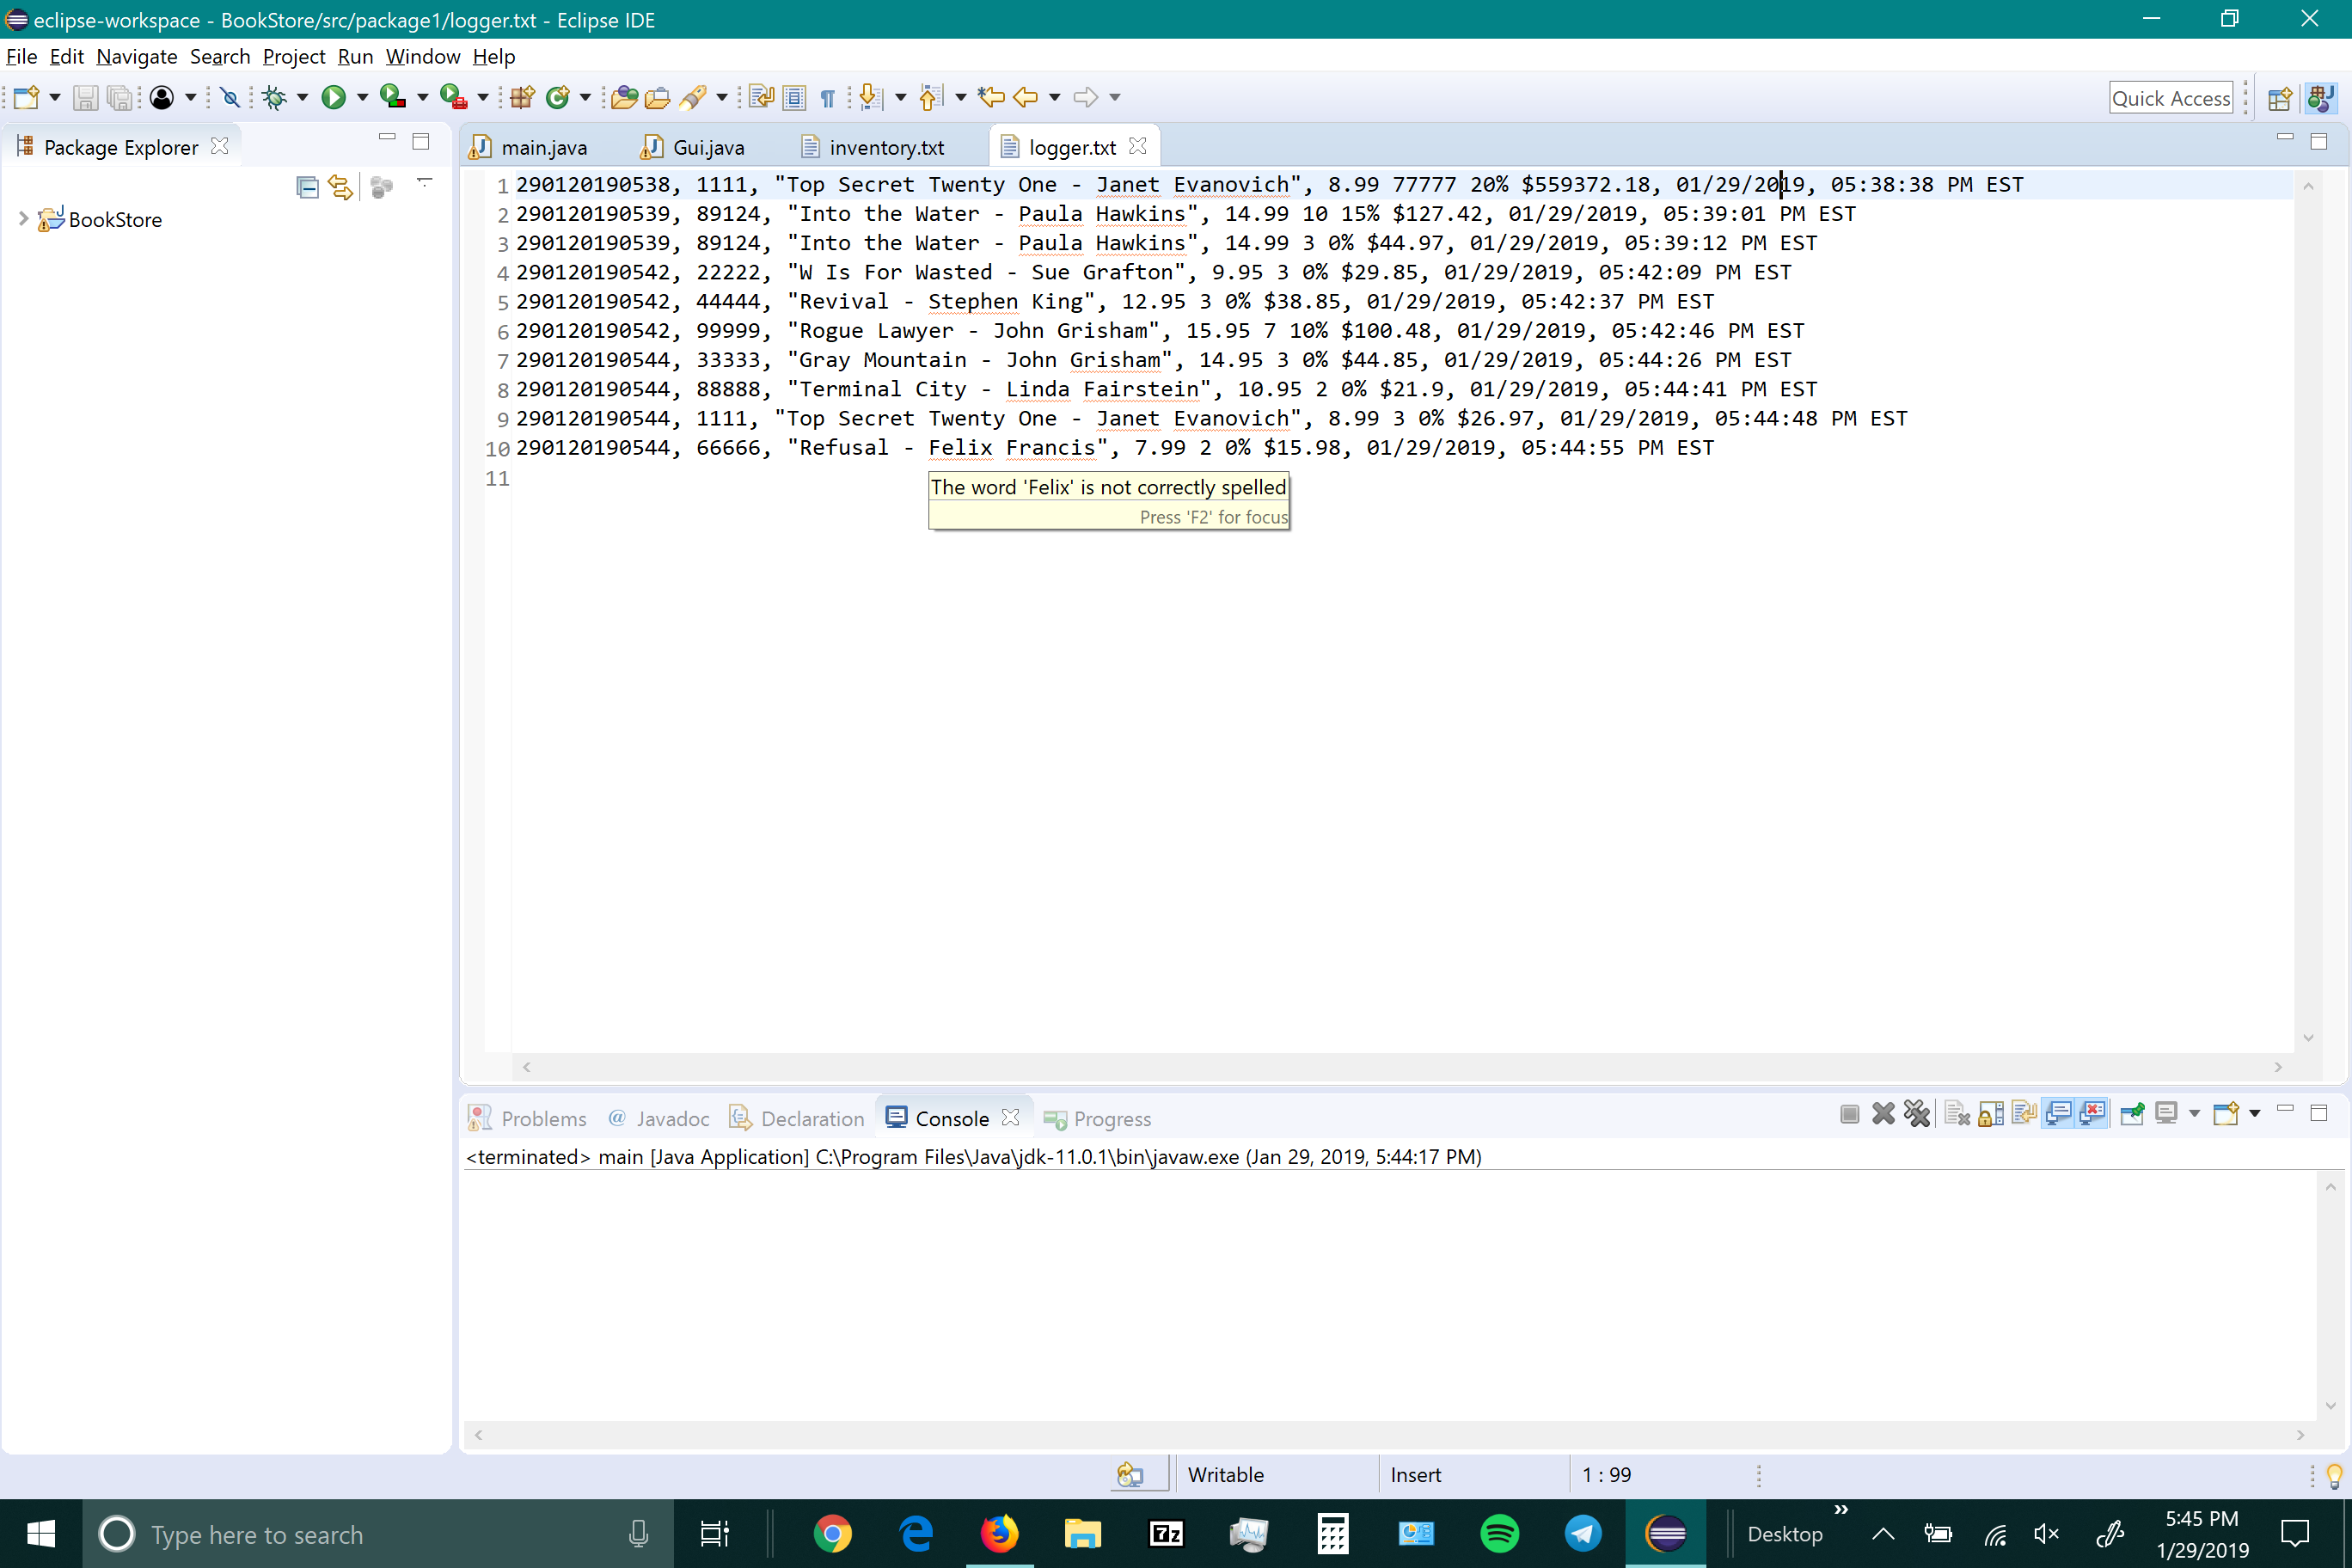 eclipse-workspace - BookStore/src/package1/logger.txt - Eclipse IDE
File Edit Navigate Search Project Run Window Help
Quick Access
Package Explorer
main.java Gui.java inventory.txt logger.txt
BookStore
1 290120190538, 1111, "Top Secret Twenty One - Janet Evanovich", 8.99 77777 20% $559372.18, 01/29/2019, 05:38:38 PM EST
2 290120190539, 89124, "Into the Water - Paula Hawkins", 14.99 10 15% $127.42, 01/29/2019, 05:39:01 PM EST
3 290120190539, 89124, "Into the Water - Paula Hawkins", 14.99 3 0% $44.97, 01/29/2019, 05:39:12 PM EST
4 290120190542, 22222, "W Is For Wasted - Sue Grafton", 9.95 3 0% $29.85, 01/29/2019, 05:42:09 PM EST
5 290120190542, 44444, "Revival - Stephen King", 12.95 3 0% $38.85, 01/29/2019, 05:42:37 PM EST
6 290120190542, 99999, "Rogue Lawyer - John Grisham", 15.95 7 10% $100.48, 01/29/2019, 05:42:46 PM EST
7 290120190544, 33333, "Gray Mountain - John Grisham", 14.95 3 0% $44.85, 01/29/2019, 05:44:26 PM EST
8 290120190544, 88888, "Terminal City - Linda Fairstein", 10.95 2 0% $21.9, 01/29/2019, 05:44:41 PM EST
9 290120190544, 1111, "Top Secret Twenty One - Janet Evanovich", 8.99 3 0% $26.97, 01/29/2019, 05:44:48 PM EST
10 290120190544, 66666, "Refusal - Felix Francis", 7.99 2 0% $15.98, 01/29/2019, 05:44:55 PM EST
11
The word 'Felix' is not correctly spelled
Press 'F2' for focus
Problems @ Javadoc Declaration Console Progress
<terminated> main [Java Application] C:\Program Files\Java\jdk-11.0.1\bin\javaw.exe (Jan 29, 2019, 5:44:17 PM)
Writable Insert 1 : 99
Type here to search
7z
Desktop
5:45 PM
1/29/2019